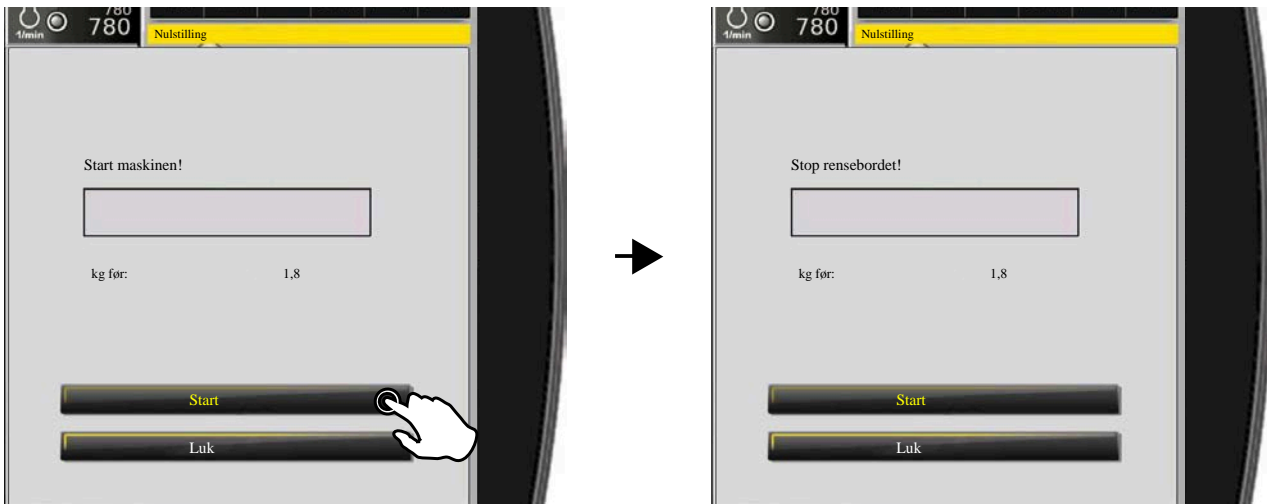 780
1/min 780
Nulstilling
Start maskinen!
kg før: 1,8
Start
Luk
780
1/min 780
Nulstilling
Stop rensebordet!
kg før: 1,8
Start
Luk